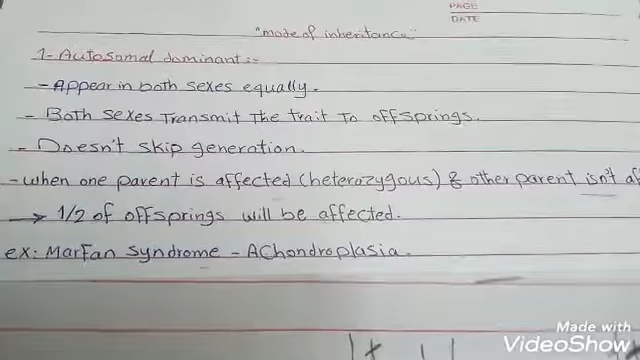 PAGE
DATE
"mode of inheritance"
1- Autosomal dominant:-
- Appear in both sexes equally.
- Both sexes Transmit The trait To offsprings.
- Doesn't skip generation.
- when one parent is affected (heterozygous) & other parent isn't af
→ 1/2 of offsprings will be affected.
ex: Marfan syndrome - AChondroplasia.
Made with
VideoShow